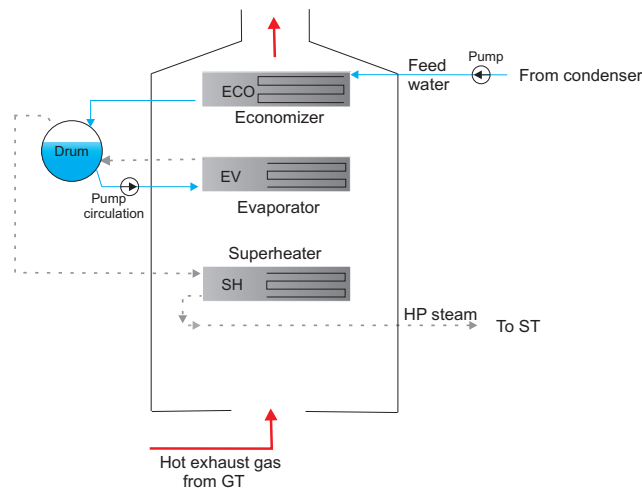 Pump
Feed
water
From condenser
ECO
Economizer
Drum
EV
Pump
circulation
Evaporator
Superheater
SH
HP steam
To ST
Hot exhaust gas
from GT